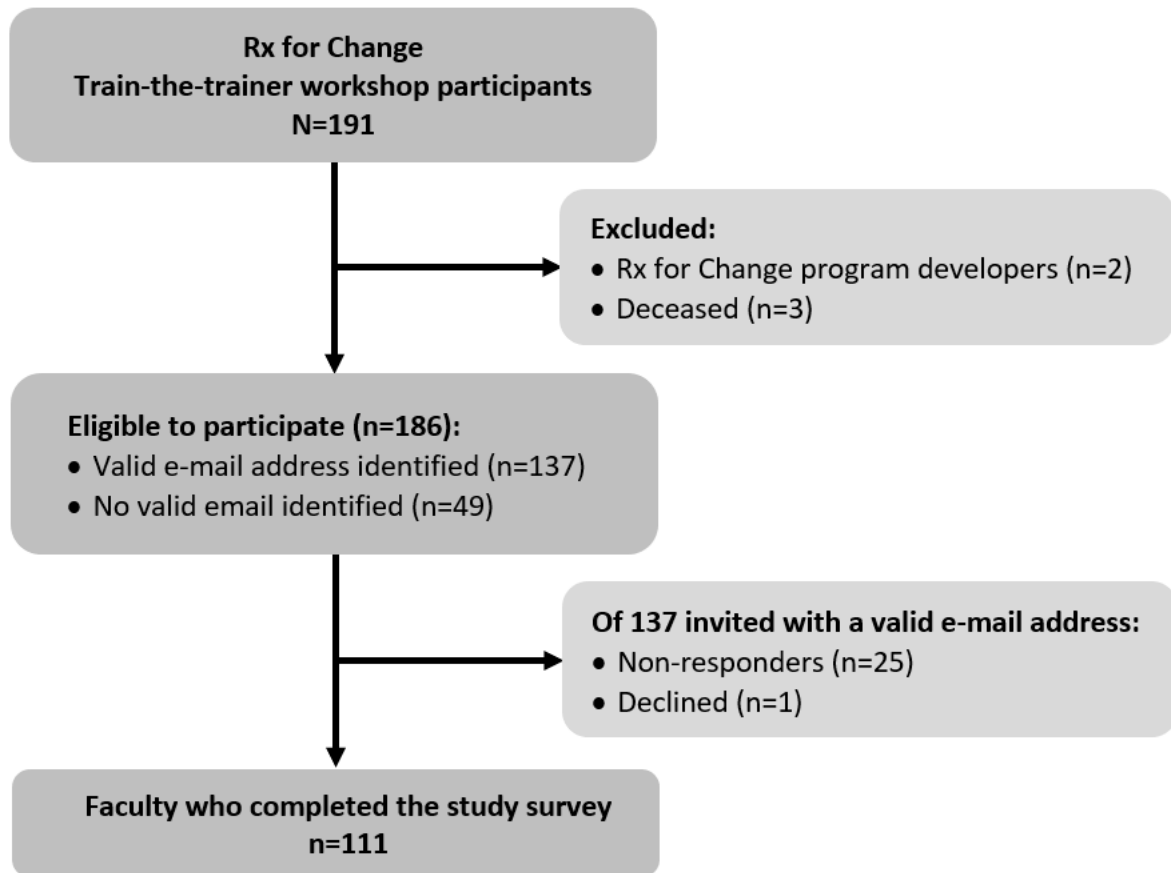 Rx for Change
Train-the-trainer workshop participants
N=191
Excluded:
• Rx for Change program developers (n=2)
• Deceased (n=3)
Eligible to participate (n=186):
• Valid e-mail address identified (n=137)
• No valid email identified (n=49)
Of 137 invited with a valid e-mail address:
• Non-responders (n=25)
• Declined (n=1)
Faculty who completed the study survey
n=111